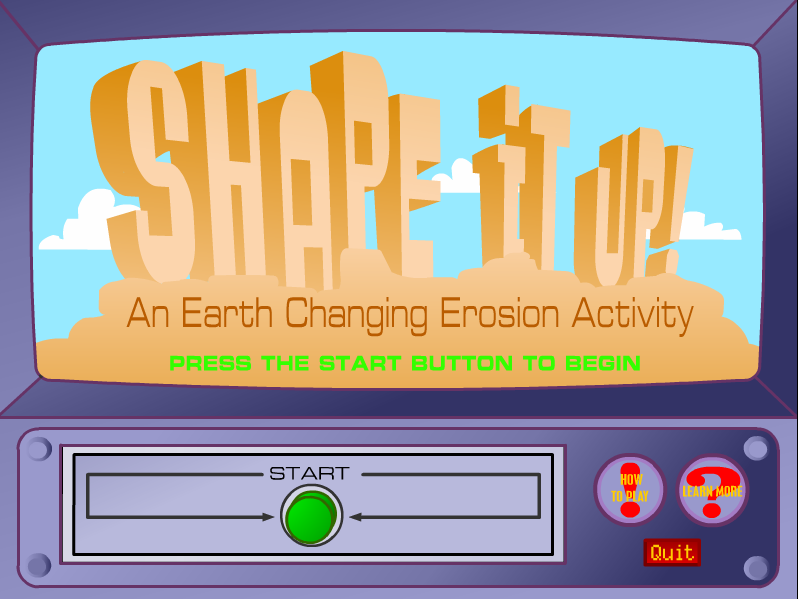 SHAPE iT UP!
An Earth Changing Erosion Activity
PRESS THE START BUTTON TO BEGIN
START
!
HOW
TO PLAY
?
LEARN MORE
Quit